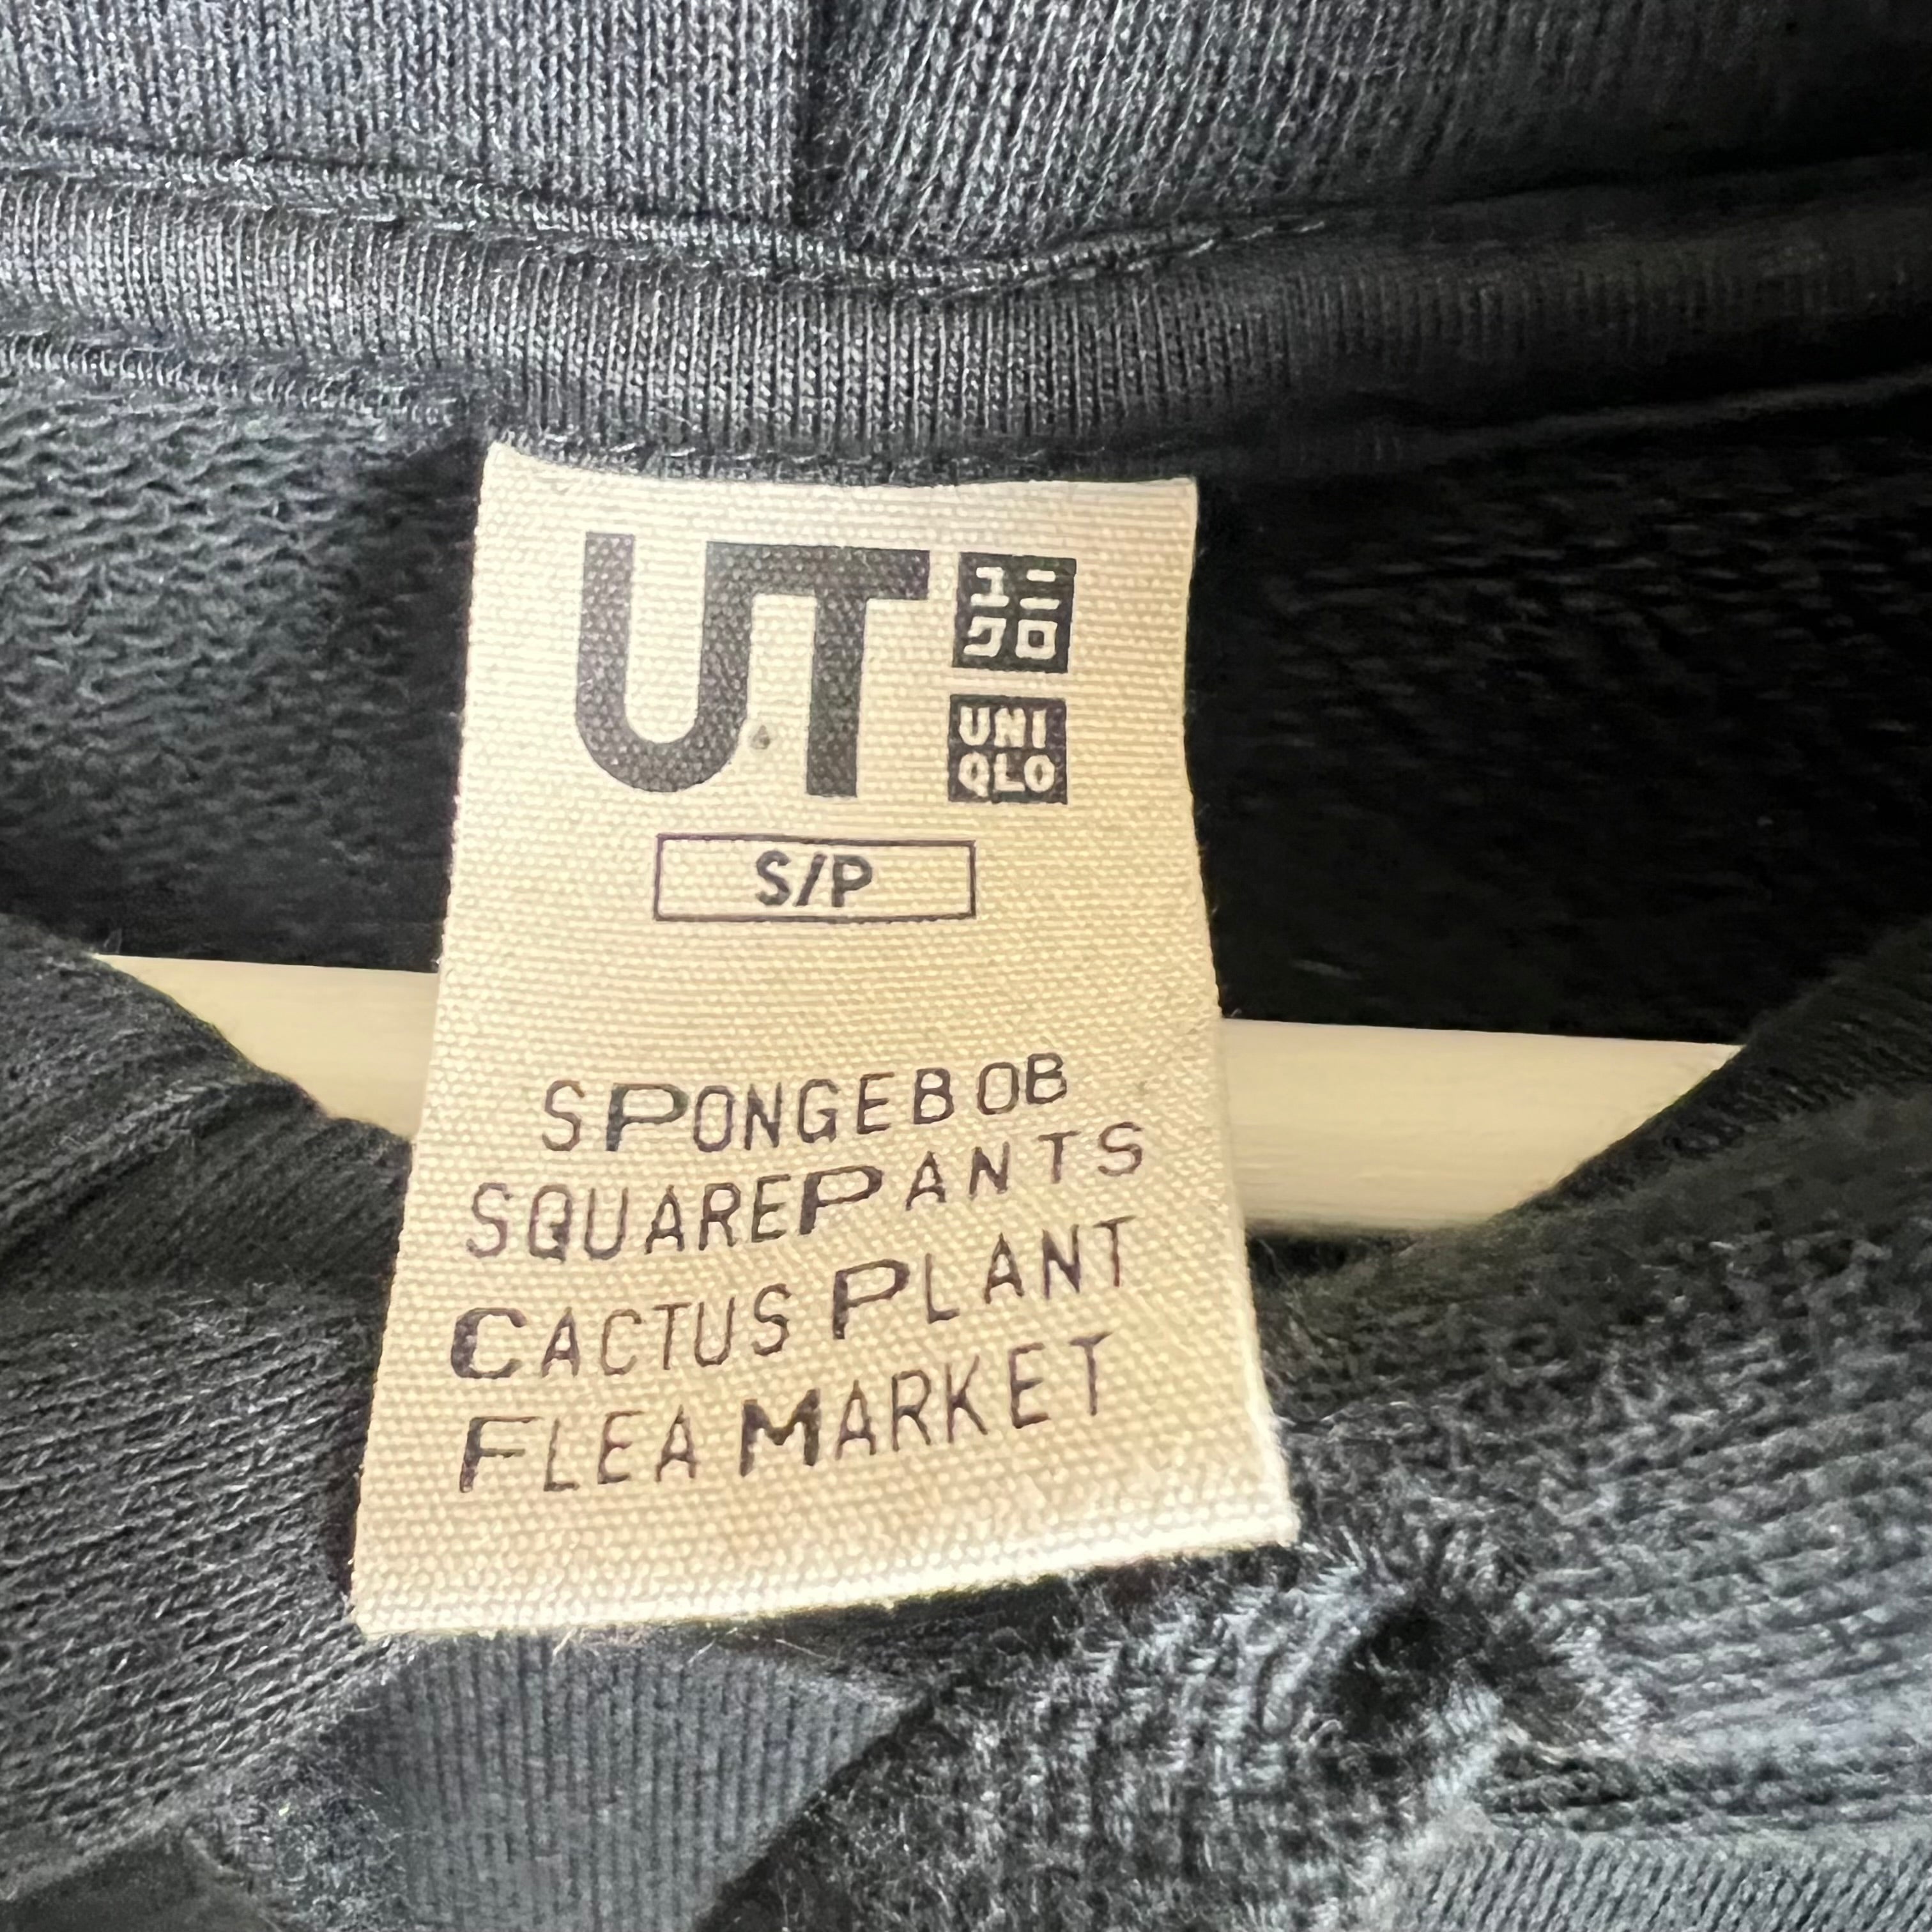 UT
ユニ
クロ
UNI
QLO
S/P
SPONGEBOB
SQUAREPANTS
CACTUS PLANT
FLEA MARKET